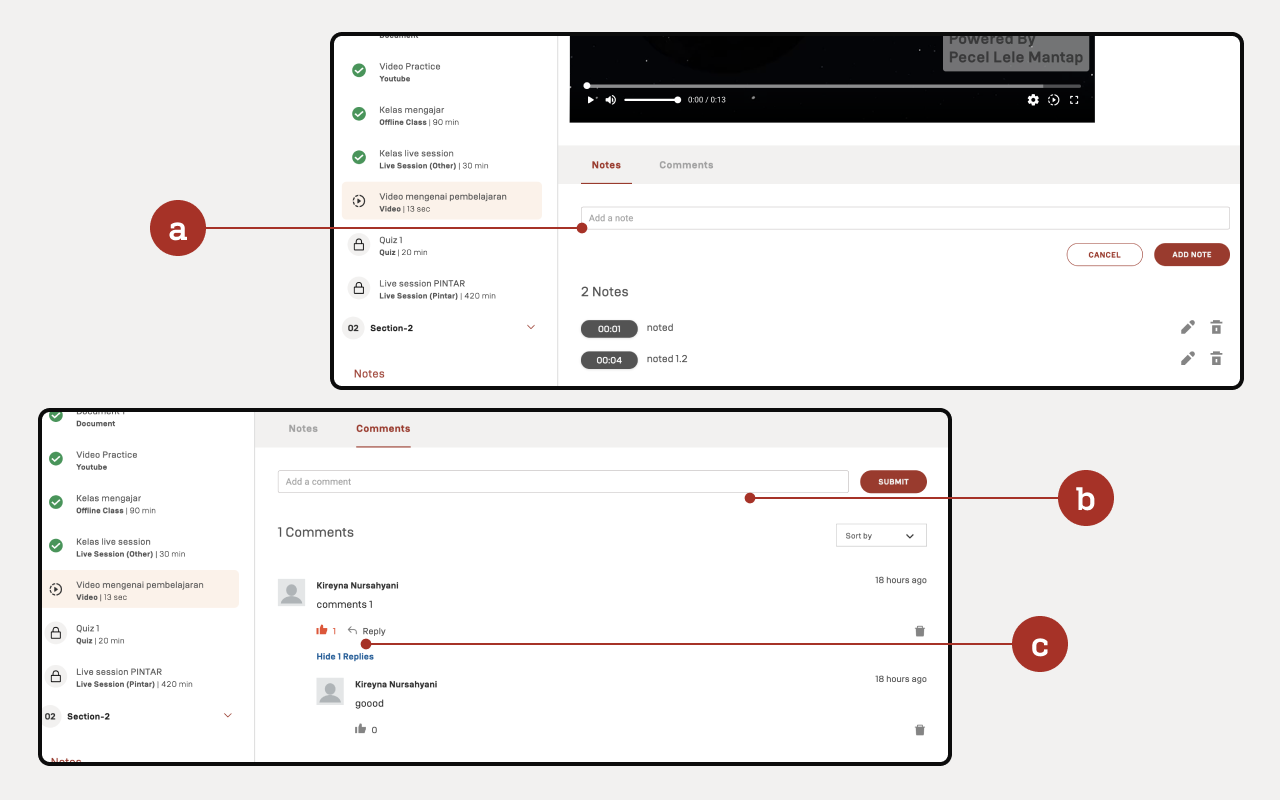 Document
Video Practice
Youtube
Kelas mengajar
Offline Class | 90 min
Kelas live session
Live Session (Other) | 30 min
Video mengenai pembelajaran
Video | 13 sec
Quiz 1
Quiz | 20 min
Live session PINTAR
Live Session (Pintar) | 420 min
02 Section-2
Notes
Powered By
Pecel Lele Mantap
0:00 / 0:13
Notes Comments
Add a note
CANCEL ADD NOTE
2 Notes
00:01 noted
00:04 noted 1.2
a
Document 1
Document
Video Practice
Youtube
Kelas mengajar
Offline Class | 90 min
Kelas live session
Live Session (Other) | 30 min
Video mengenai pembelajaran
Video | 13 sec
Quiz 1
Quiz | 20 min
Live session PINTAR
Live Session (Pintar) | 420 min
02 Section-2
Notes
Notes Comments
Add a comment SUBMIT
1 Comments Sort by
Kireyna Nursahyani 18 hours ago
comments 1
1 Reply
Hide 1 Replies
Kireyna Nursahyani 18 hours ago
goood
0
b
c